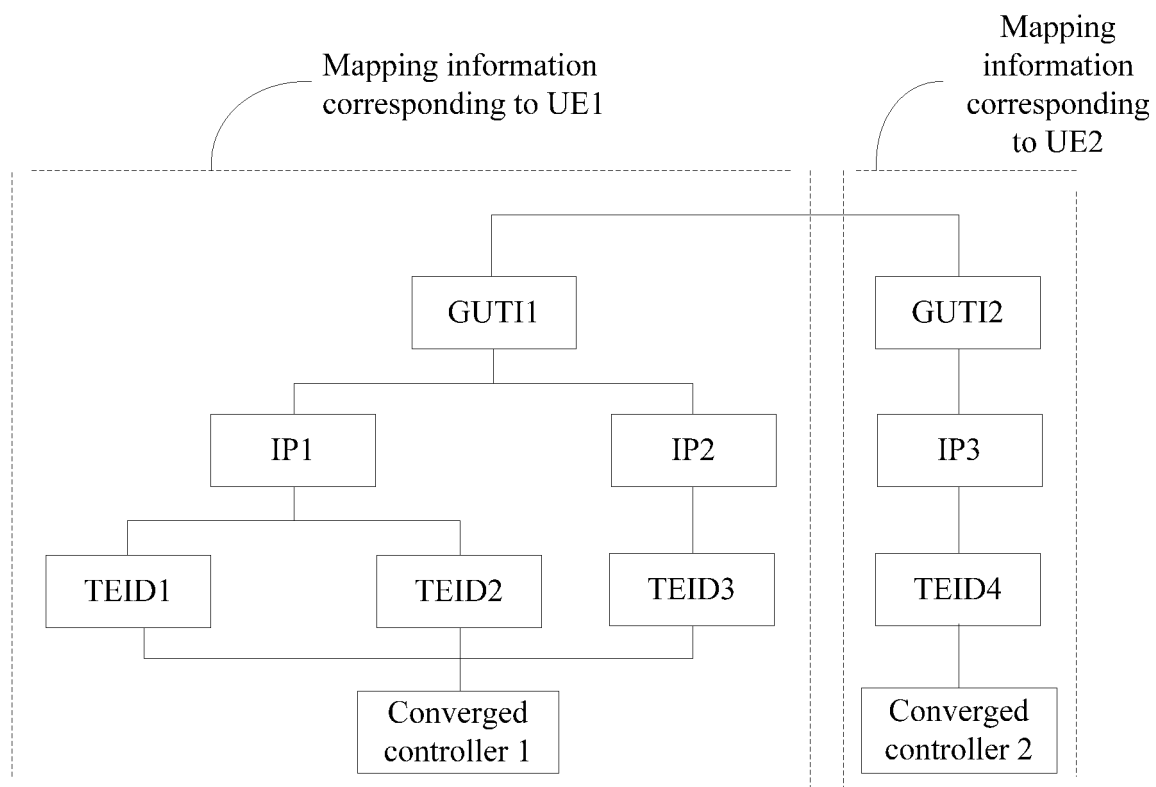 Mapping information
corresponding to UE1
Mapping
information
corresponding
to UE2
GUTI1
GUTI2
IP1
IP2
IP3
TEID1
TEID2
TEID3
TEID4
Converged
controller 1
Converged
controller 2